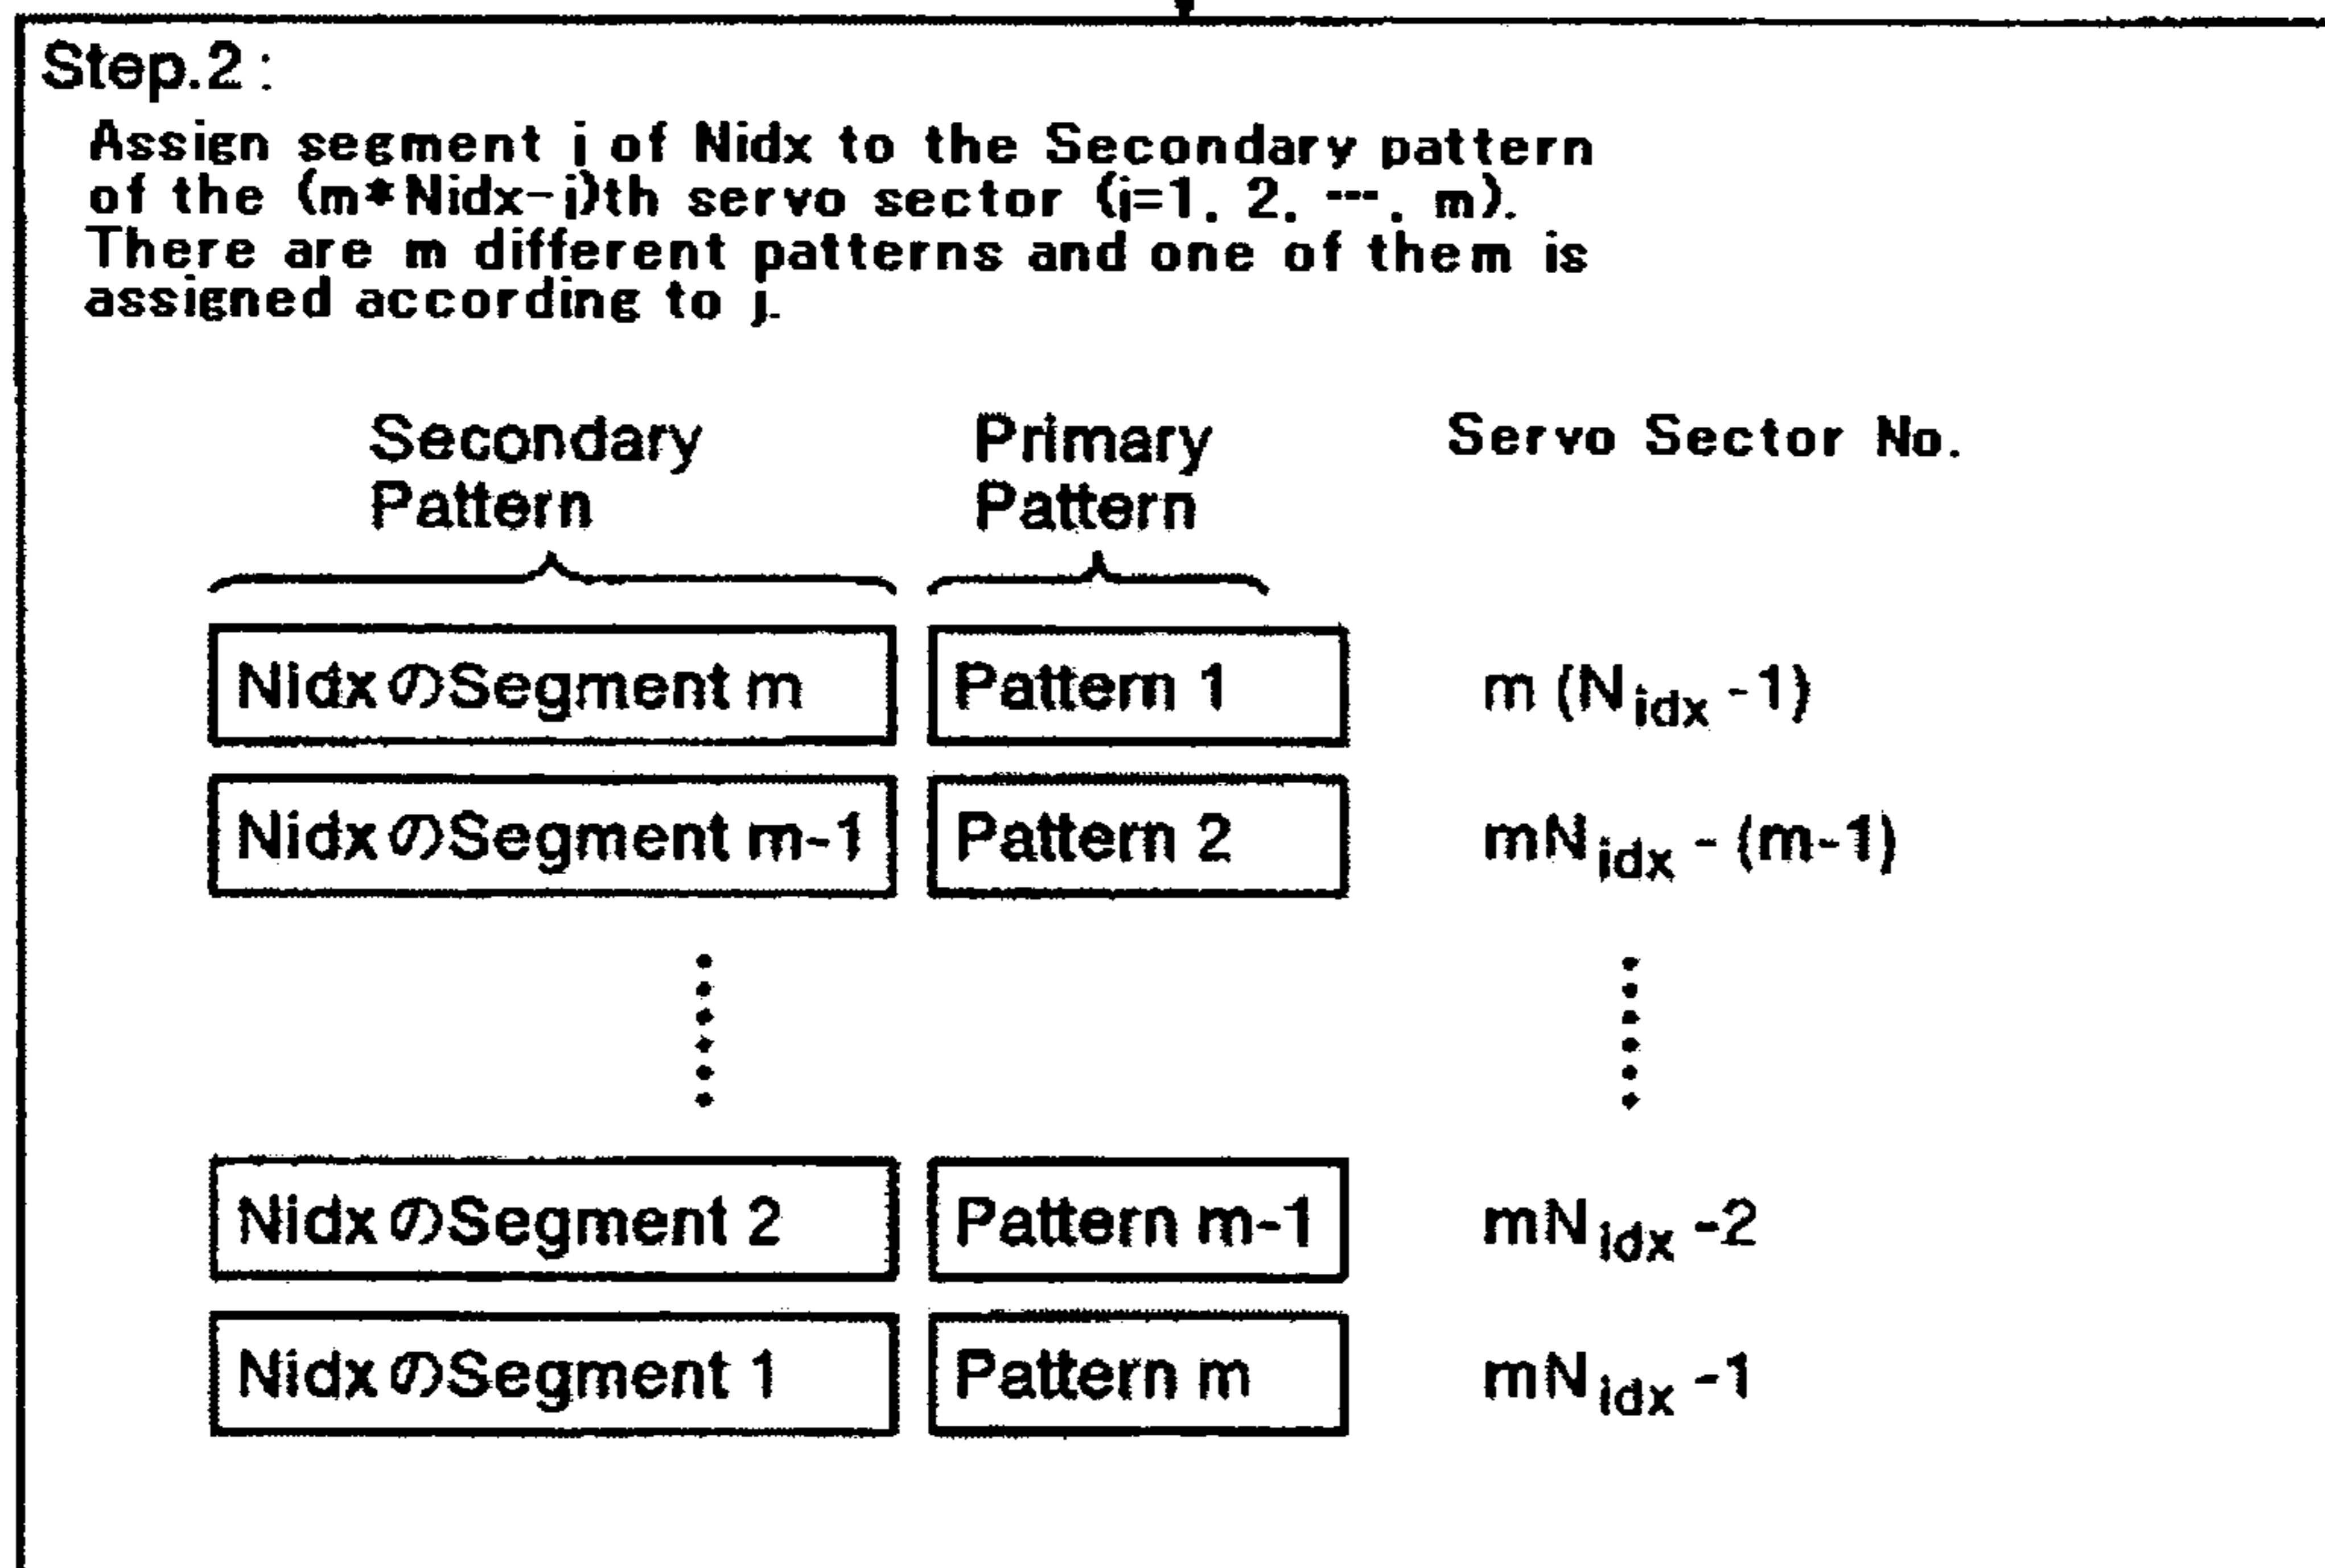 Step.2 :
Assign segment j of Nidx to the Secondary pattern
of the (m*Nidx-j)th servo sector (j=1, 2, ---, m).
There are m different patterns and one of them is
assigned according to j.
Secondary Primary Servo Sector No.
Pattern Pattern
NidxのSegment m Pattern 1 m (Nidx -1)
NidxのSegment m-1 Pattern 2 mNidx - (m-1)
NidxのSegment 2 Pattern m-1 mNidx -2
NidxのSegment 1 Pattern m mNidx -1